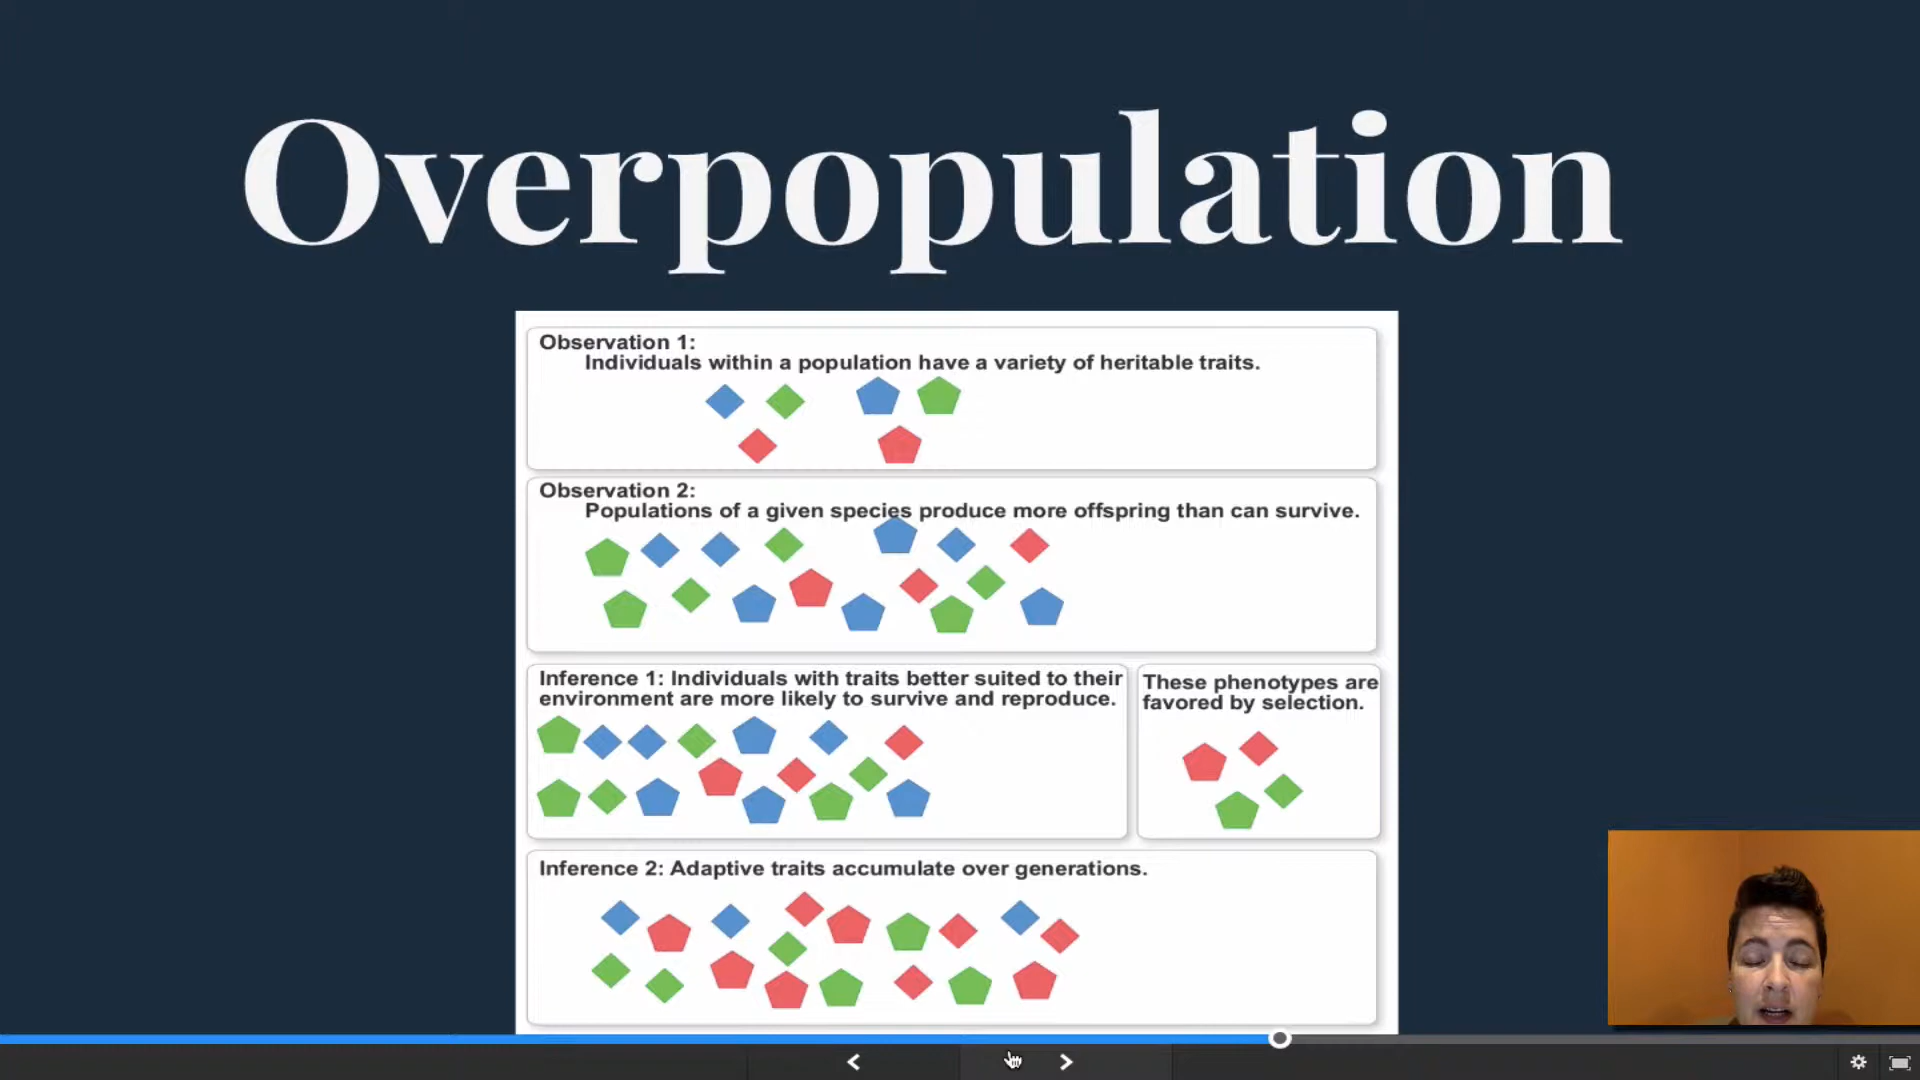 Overpopulation
Observation 1:
Individuals within a population have a variety of heritable traits.
Observation 2:
Populations of a given species produce more offspring than can survive.
Inference 1: Individuals with traits better suited to their
environment are more likely to survive and reproduce.
These phenotypes are
favored by selection.
Inference 2: Adaptive traits accumulate over generations.